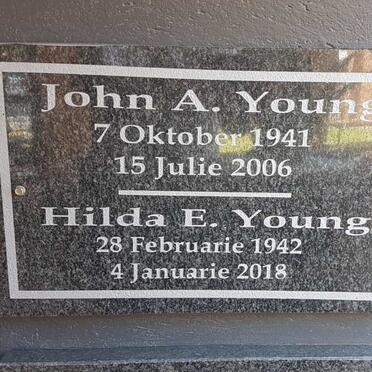 John A. Young
7 Oktober 1941
15 Julie 2006
Hilda E. Young
28 Februarie 1942
4 Januarie 2018